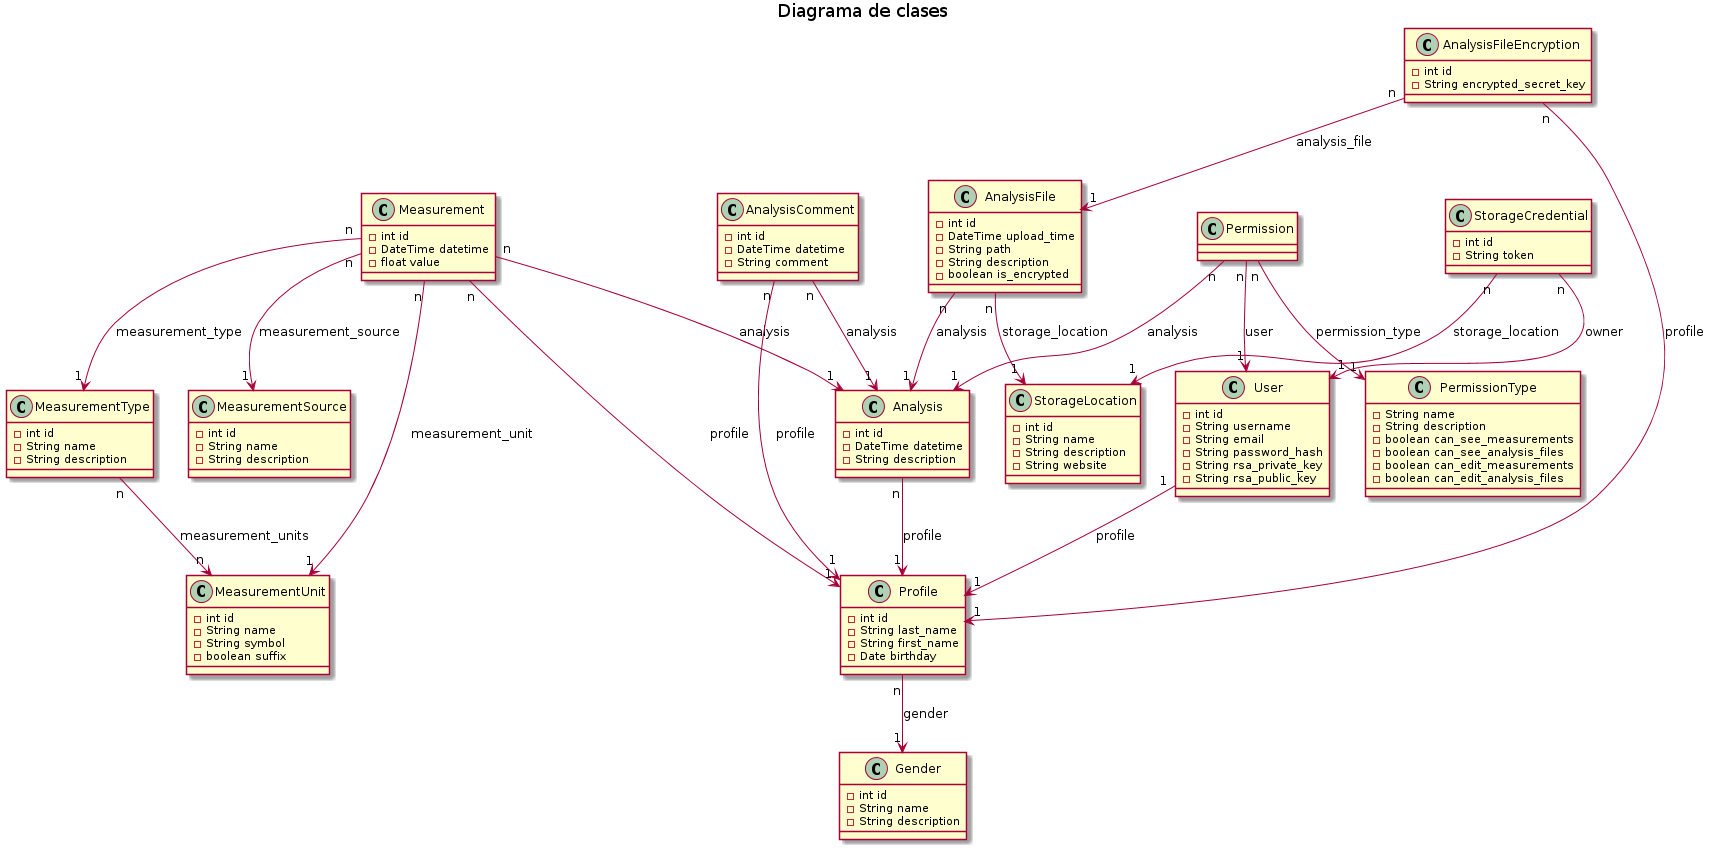 Diagrama de clases
C AnalysisFileEncryption
int id
String encrypted_secret_key
n
n
analysis_file
1
C Measurement
int id
DateTime datetime
float value
n
n
n
n
n
C AnalysisComment
int id
DateTime datetime
String comment
n
n
C AnalysisFile
int id
DateTime upload_time
String path
String description
boolean is_encrypted
n
n
C Permission
n
n
n
C StorageCredential
int id
String token
n
n
measurement_type
measurement_source
analysis
analysis
analysis
storage_location
analysis
user
permission_type
storage_location
owner
profile
1
1
1
1
1
1
1
1
1
1
1
C MeasurementType
int id
String name
String description
n
C MeasurementSource
int id
String name
String description
measurement_unit
profile
profile
C Analysis
int id
DateTime datetime
String description
n
C StorageLocation
int id
String name
String description
String website
C User
int id
String username
String email
String password_hash
String rsa_private_key
String rsa_public_key
1
C PermissionType
String name
String description
boolean can_see_measurements
boolean can_see_analysis_files
boolean can_edit_measurements
boolean can_edit_analysis_files
measurement_units
profile
profile
n
1
1
1
1
1
1
C MeasurementUnit
int id
String name
String symbol
boolean suffix
C Profile
int id
String last_name
String first_name
Date birthday
n
gender
1
C Gender
int id
String name
String description